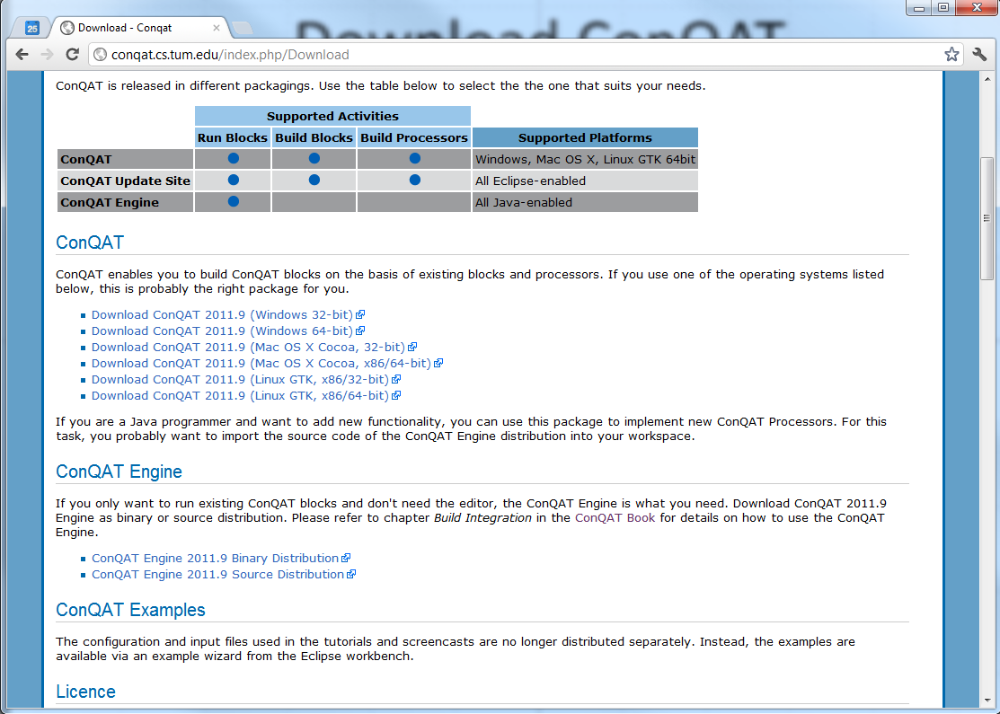 Download ConQAT
25
Download - Conqat
conqat.cs.tum.edu/index.php/Download
ConQAT is released in different packagings. Use the table below to select the the one that suits your needs.
Supported Activities
Run Blocks Build Blocks Build Processors Supported Platforms
ConQAT Windows, Mac OS X, Linux GTK 64bit
ConQAT Update Site All Eclipse-enabled
ConQAT Engine All Java-enabled
ConQAT
ConQAT enables you to build ConQAT blocks on the basis of existing blocks and processors. If you use one of the operating systems listed
below, this is probably the right package for you.
Download ConQAT 2011.9 (Windows 32-bit)
Download ConQAT 2011.9 (Windows 64-bit)
Download ConQAT 2011.9 (Mac OS X Cocoa, 32-bit)
Download ConQAT 2011.9 (Mac OS X Cocoa, x86/64-bit)
Download ConQAT 2011.9 (Linux GTK, x86/32-bit)
Download ConQAT 2011.9 (Linux GTK, x86/64-bit)
If you are a Java programmer and want to add new functionality, you can use this package to implement new ConQAT Processors. For this
task, you probably want to import the source code of the ConQAT Engine distribution into your workspace.
ConQAT Engine
If you only want to run existing ConQAT blocks and don't need the editor, the ConQAT Engine is what you need. Download ConQAT 2011.9
Engine as binary or source distribution. Please refer to chapter Build Integration in the ConQAT Book for details on how to use the ConQAT
Engine.
ConQAT Engine 2011.9 Binary Distribution
ConQAT Engine 2011.9 Source Distribution
ConQAT Examples
The configuration and input files used in the tutorials and screencasts are no longer distributed separately. Instead, the examples are
available via an example wizard from the Eclipse workbench.
Licence